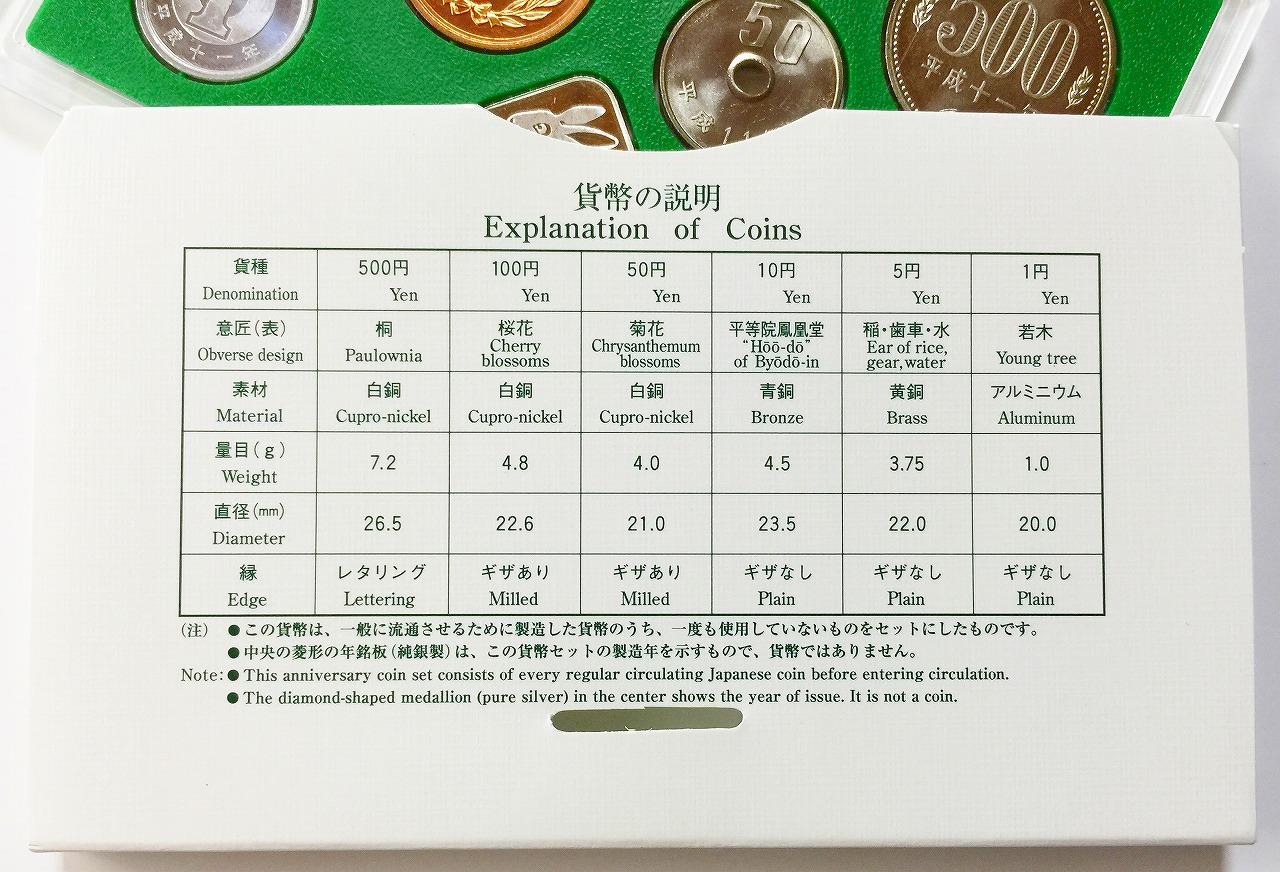 平成十一年
50
平成11
500
平成十一年
貨幣の説明
Explanation of Coins
貨種 500円 100円 50円 10円 5円 1円
Denomination Yen Yen Yen Yen Yen Yen
意匠(表) 桐 桜花 菊花 平等院鳳凰堂 稲・歯車・水 若木
Obverse design Paulownia Cherry blossoms Chrysanthemum blossoms “Hōō-dō” of Byōdō-in Ear of rice, gear,water Young tree
素材 白銅 白銅 白銅 青銅 黄銅 アルミニウム
Material Cupro-nickel Cupro-nickel Cupro-nickel Bronze Brass Aluminum
量目(g) 7.2 4.8 4.0 4.5 3.75 1.0
Weight
直径(㎜) 26.5 22.6 21.0 23.5 22.0 20.0
Diameter
縁 レタリング ギザあり ギザあり ギザなし ギザなし ギザなし
Edge Lettering Milled Milled Plain Plain Plain
(注) ●この貨幣は、一般に流通させるために製造した貨幣のうち、一度も使用していないものをセットにしたものです。
●中央の菱形の年銘板(純銀製)は、この貨幣セットの製造年を示すもので、貨幣ではありません。
Note:● This anniversary coin set consists of every regular circulating Japanese coin before entering circulation.
● The diamond-shaped medallion (pure silver) in the center shows the year of issue. It is not a coin.